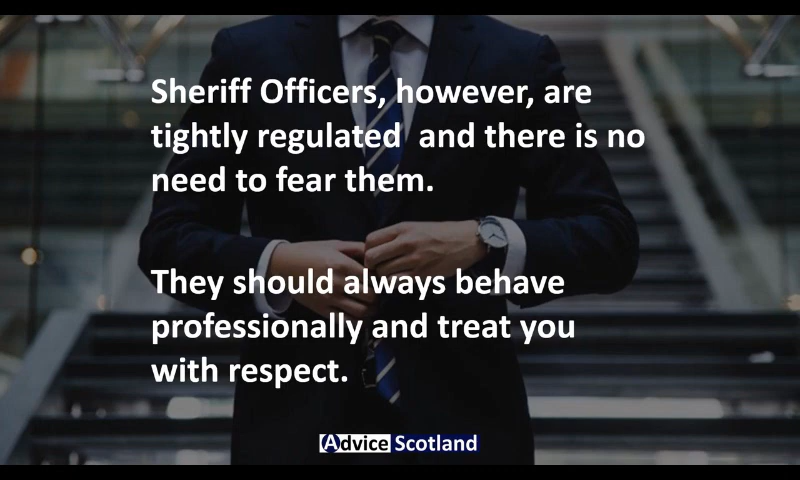 Sheriff Officers, however, are
tightly regulated  and there is no
need to fear them.
They should always behave
professionally and treat you
with respect.
Advice Scotland